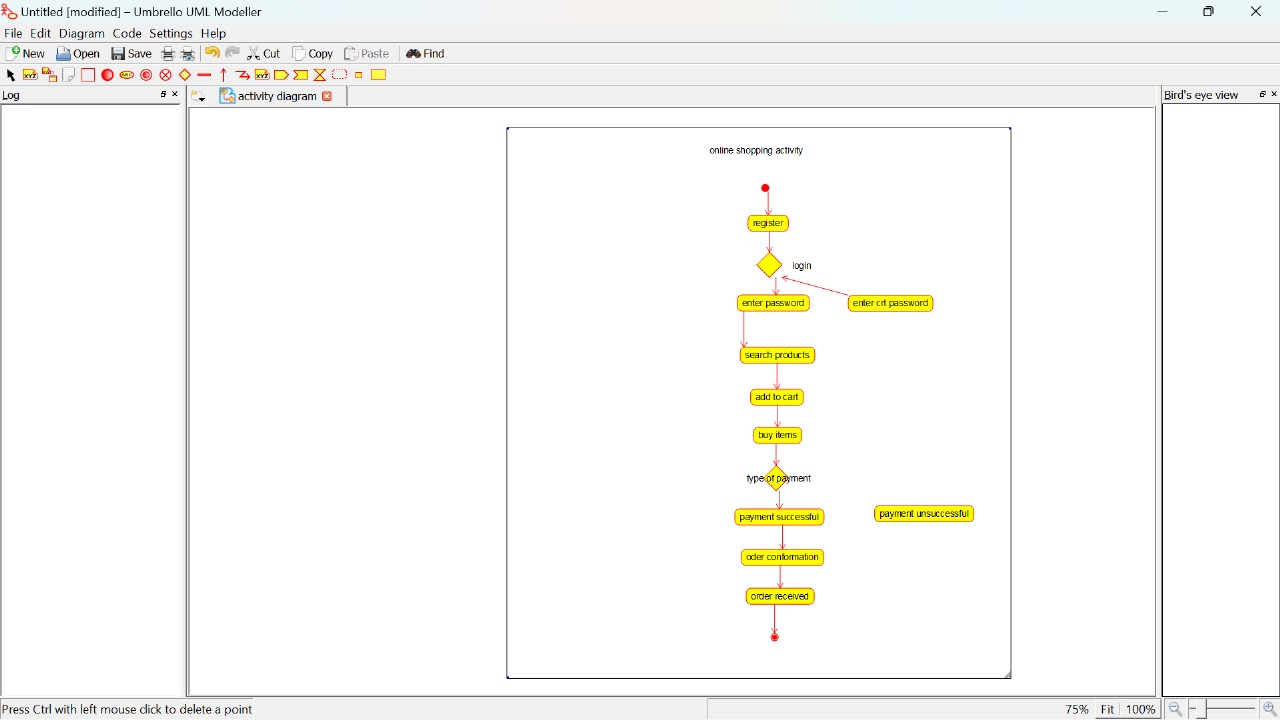 Untitled [modified] – Umbrello UML Modeller
File Edit Diagram Code Settings Help
New Open Save Cut Copy Paste Find
XYZ ABC XYZ
Log
activity diagram
Bird's eye view
online shopping activity
register
login
enter password
enter crt password
search products
add to cart
buy items
type of payment
payment successful
payment unsuccessful
oder conformation
order received
Press Ctrl with left mouse click to delete a point
75% Fit 100%